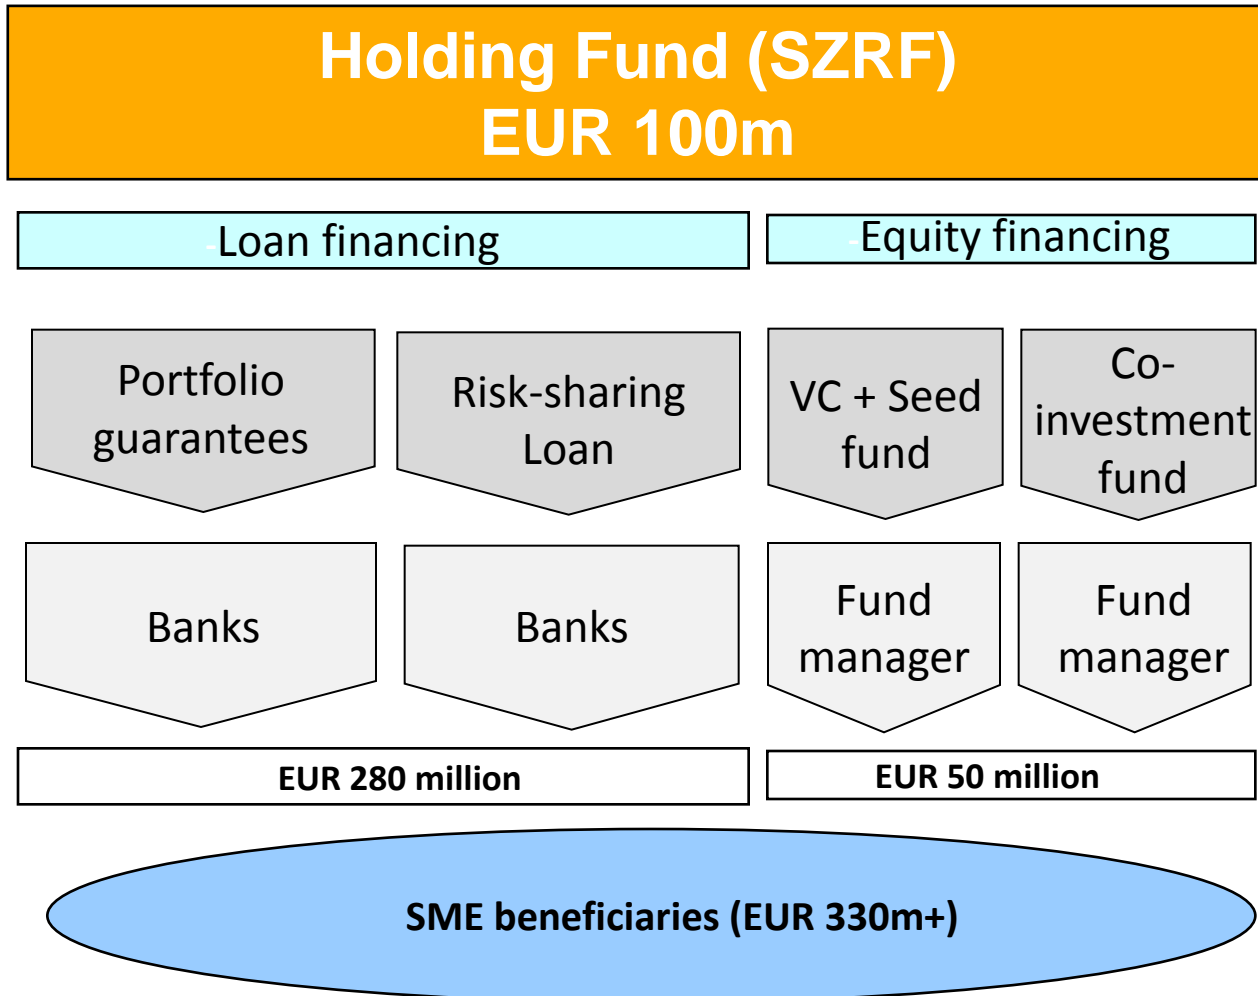 Holding Fund (SZRF)
EUR 100m
-Loan financing
-Equity financing
Portfolio
guarantees
Risk-sharing
Loan
VC + Seed
fund
Co-
investment
fund
Banks
Banks
Fund
manager
Fund
manager
EUR 280 million
EUR 50 million
SME beneficiaries (EUR 330m+)